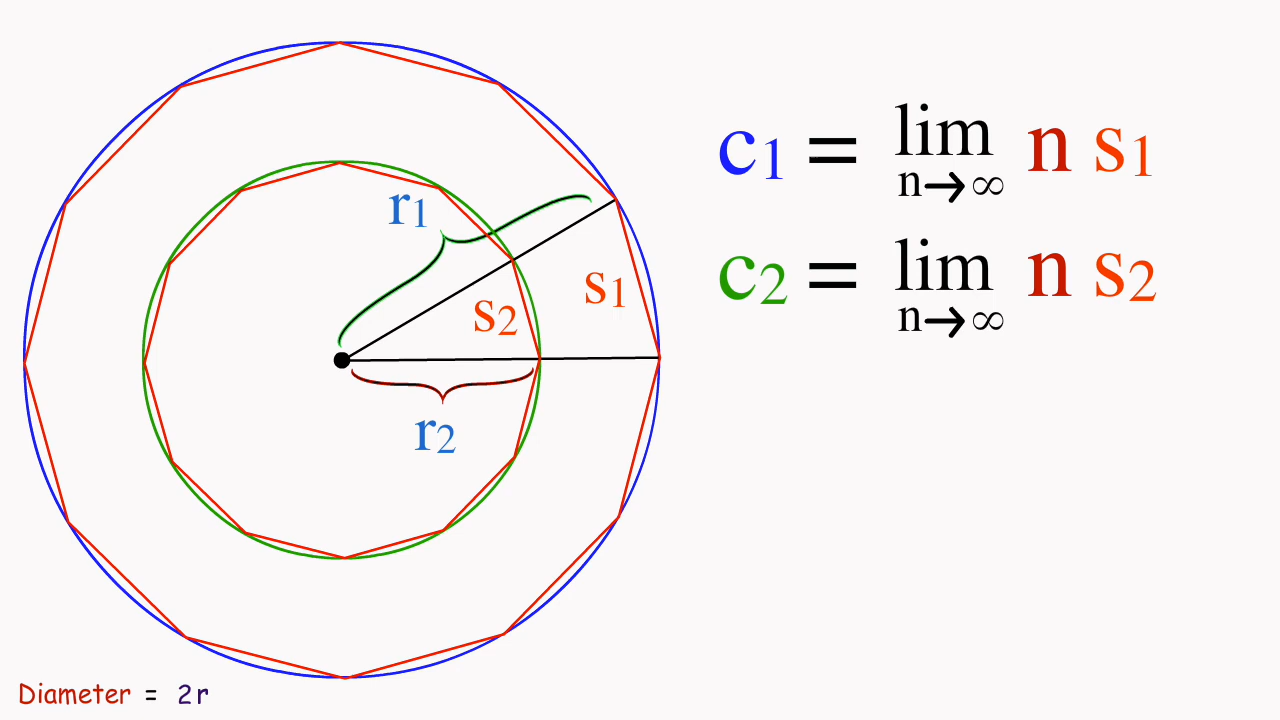 c1 = lim n s1
n→∞
r1
c2 = lim n s2
n→∞
s1
s2
r2
Diameter = 2r